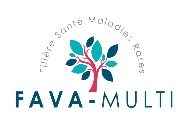 Filière Santé Maladies Rares
FAVA-MULTI